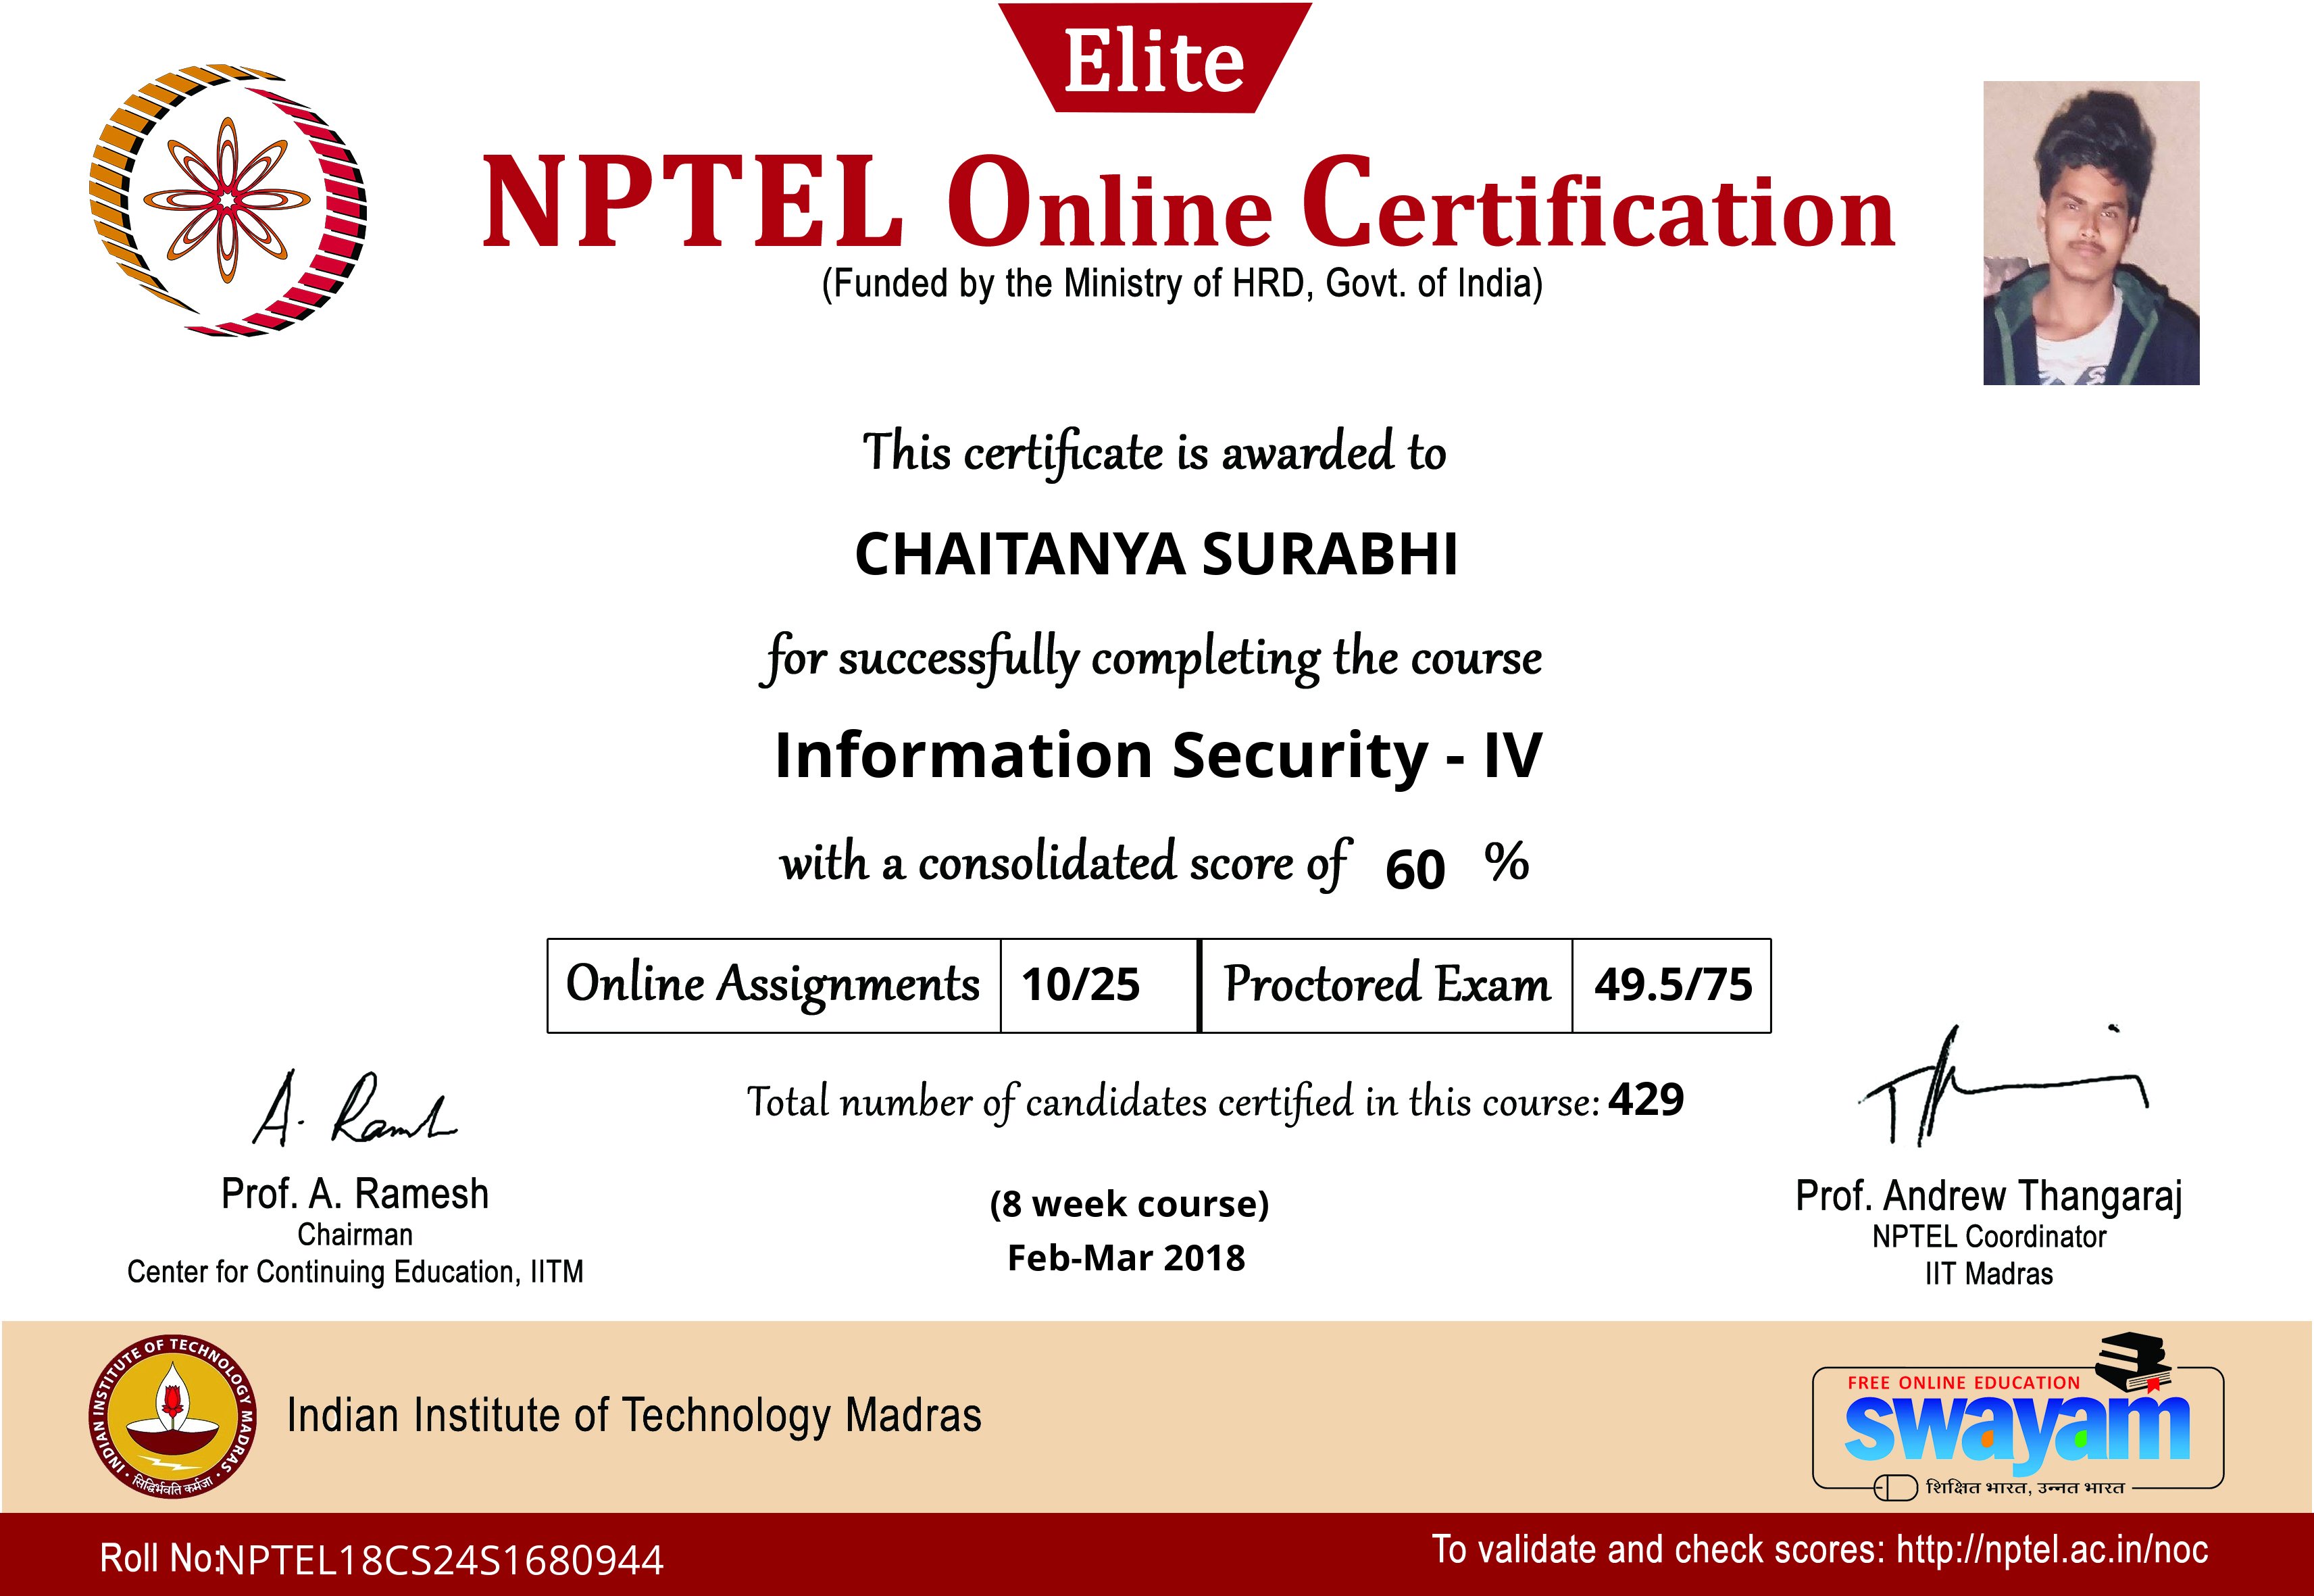 Elite
NPTEL Online Certification
(Funded by the Ministry of HRD, Govt. of India)
This certificate is awarded to
CHAITANYA SURABHI
for successfully completing the course
Information Security - IV
with a consolidated score of 60 %
Online Assignments 10/25 Proctored Exam 49.5/75
A. Ramesh
Total number of candidates certified in this course: 429
Prof. A. Ramesh
Chairman
Center for Continuing Education, IITM
(8 week course)
Feb-Mar 2018
Prof. Andrew Thangaraj
NPTEL Coordinator
IIT Madras
INDIAN INSTITUTE OF TECHNOLOGY MADRAS
सिद्धिर्भवति कर्मजा
Indian Institute of Technology Madras
FREE ONLINE EDUCATION
swayam
शिक्षित भारत, उन्नत भारत
Roll No:NPTEL18CS24S1680944
To validate and check scores: http://nptel.ac.in/noc